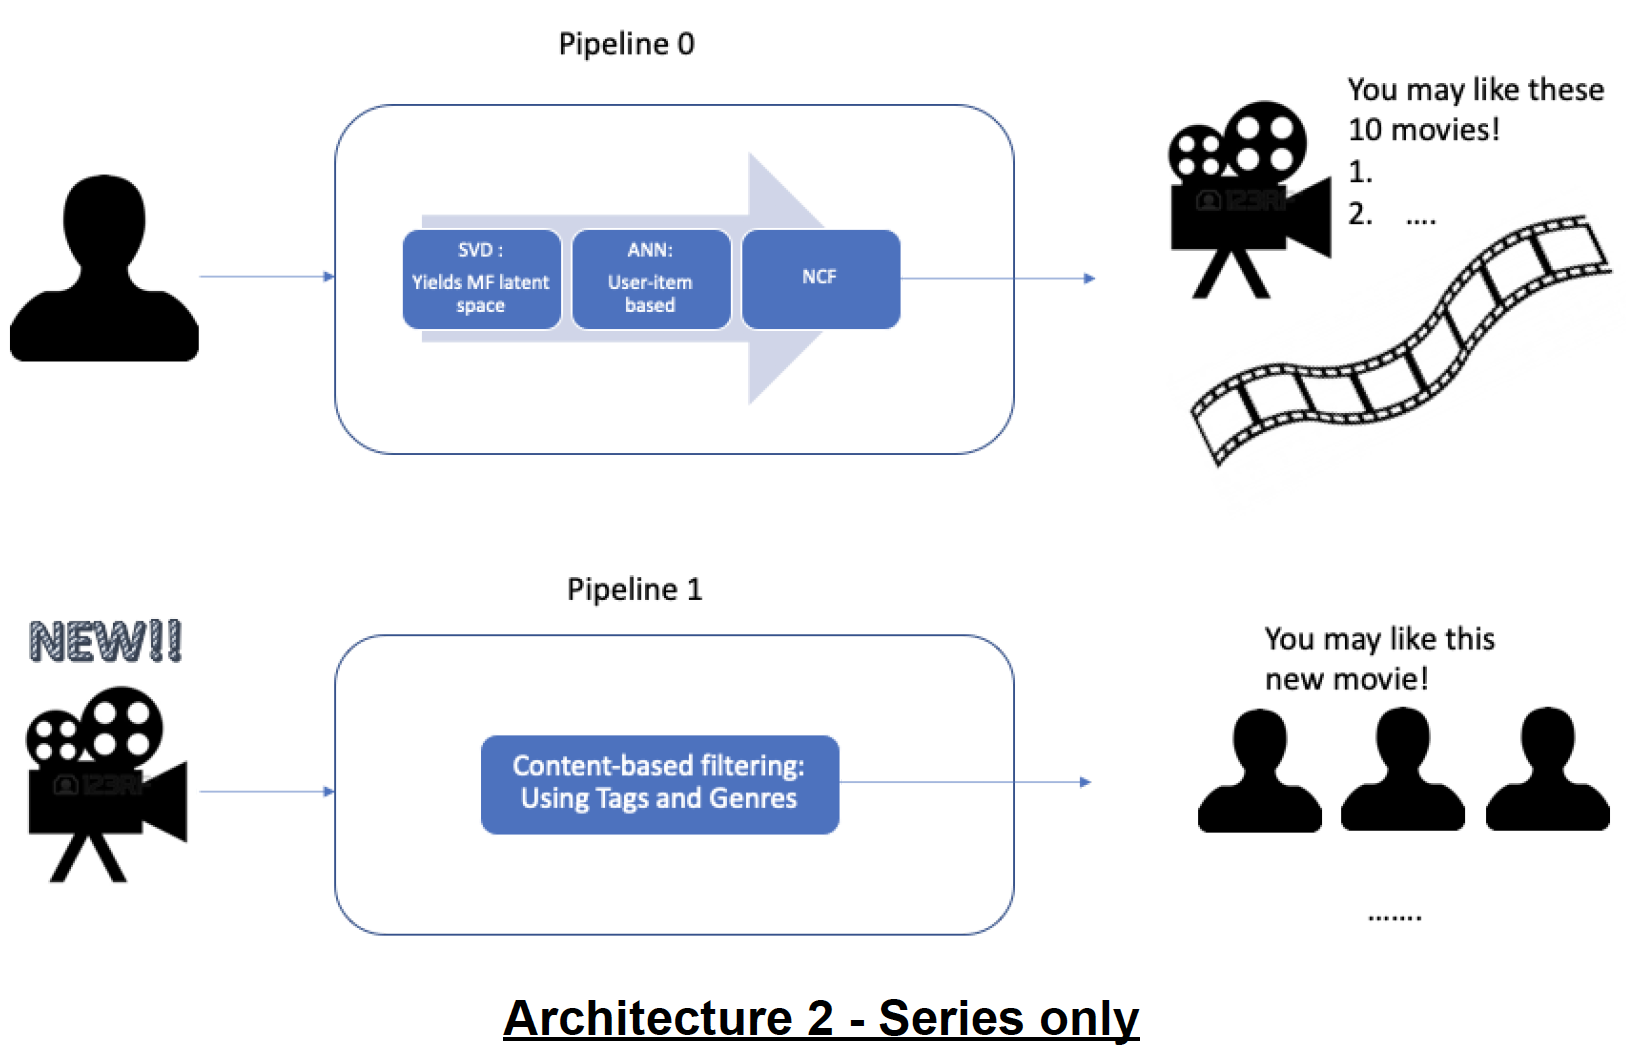 Pipeline 0
You may like these
10 movies!
1.
2. ....
SVD :
Yields MF latent
space
ANN:
User-item
based
NCF
Pipeline 1
NEW!!
You may like this
new movie!
Content-based filtering:
Using Tags and Genres
.......
Architecture 2 - Series only